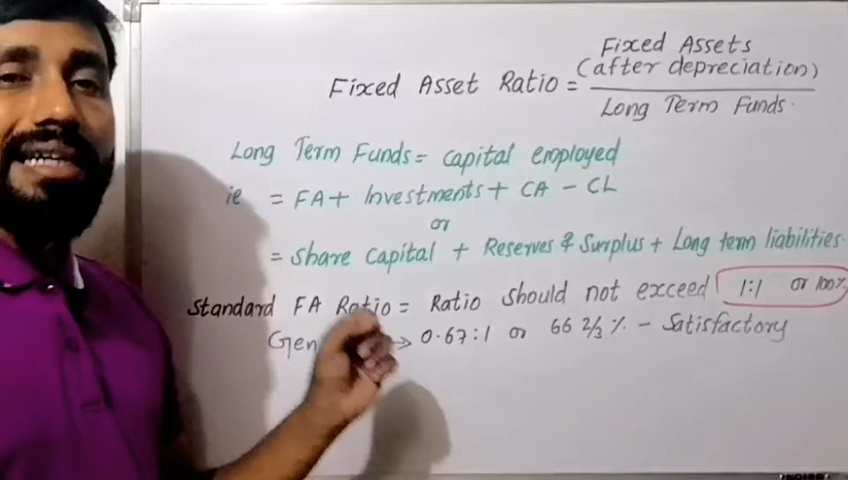 Fixed Assets
(after depreciation)
Fixed Asset Ratio =
Long Term Funds.
Long Term Funds = capital employed
ie = FA + Investments + CA - CL
or
= Share capital + Reserves & Surplus + Long term liabilities.
Standard FA Ratio = Ratio should not exceed 1:1 or 100%
Gen → 0.67:1 or 66 2/3 % - Satisfactory